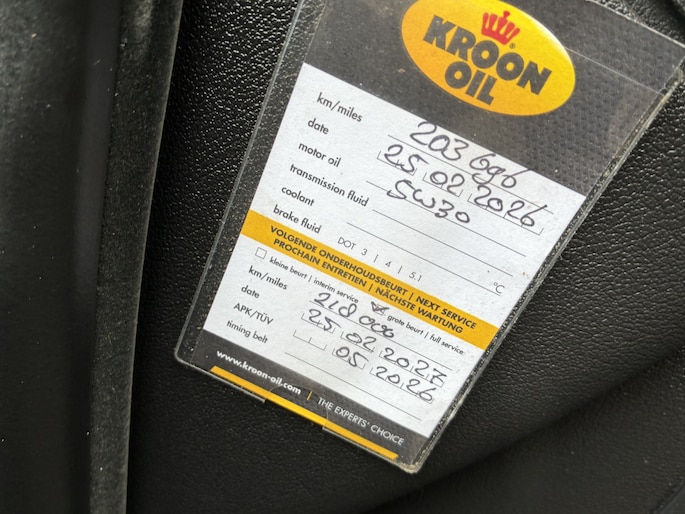 KROON
OIL
km/miles 203 696
date 25 02 2026
motor oil 5W30
transmission fluid
coolant
brake fluid DOT 3 | 4 | 5.1 °C
VOLGENDE ONDERHOUDSBEURT | NEXT SERVICE
PROCHAIN ENTRETIEN | NÄCHSTE WARTUNG
kleine beurt | interim service grote beurt | full service
km/miles 218 000
date 25 02 2027
APK/TÜV 05 2026
timing belt
www.kroon-oil.com | THE EXPERTS' CHOICE